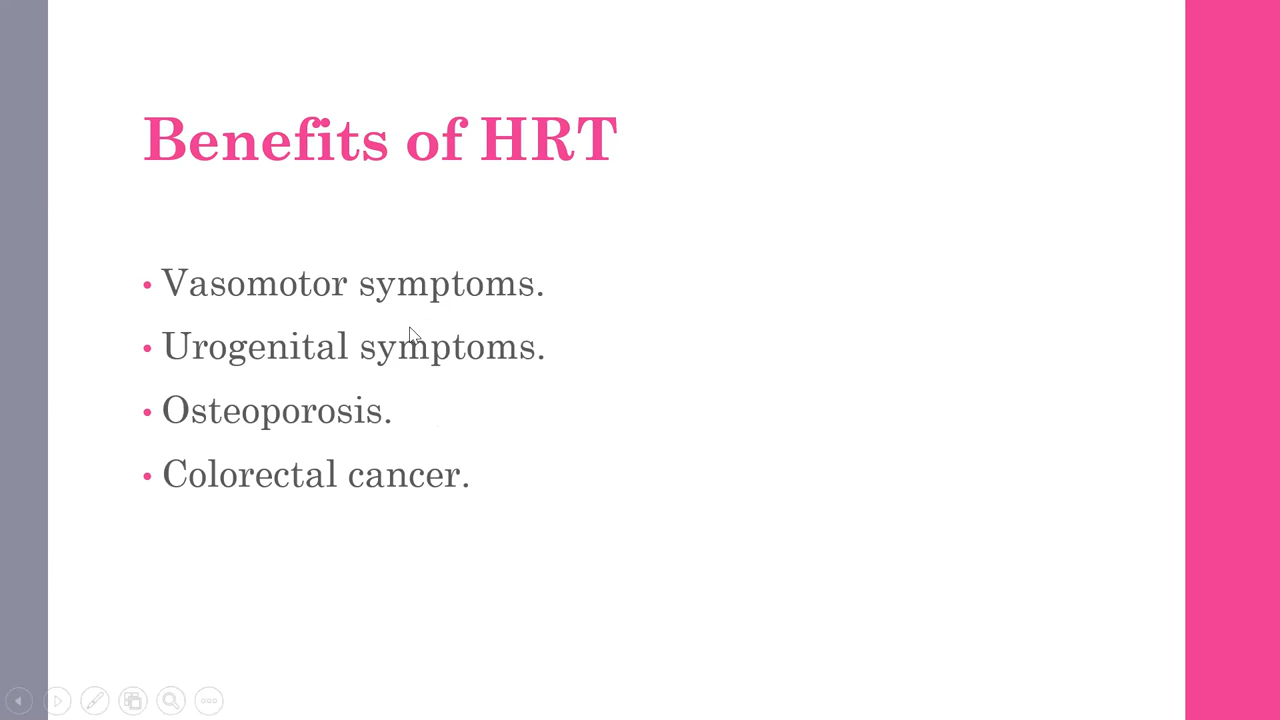 Benefits of HRT
• Vasomotor symptoms.
• Urogenital symptoms.
• Osteoporosis.
• Colorectal cancer.